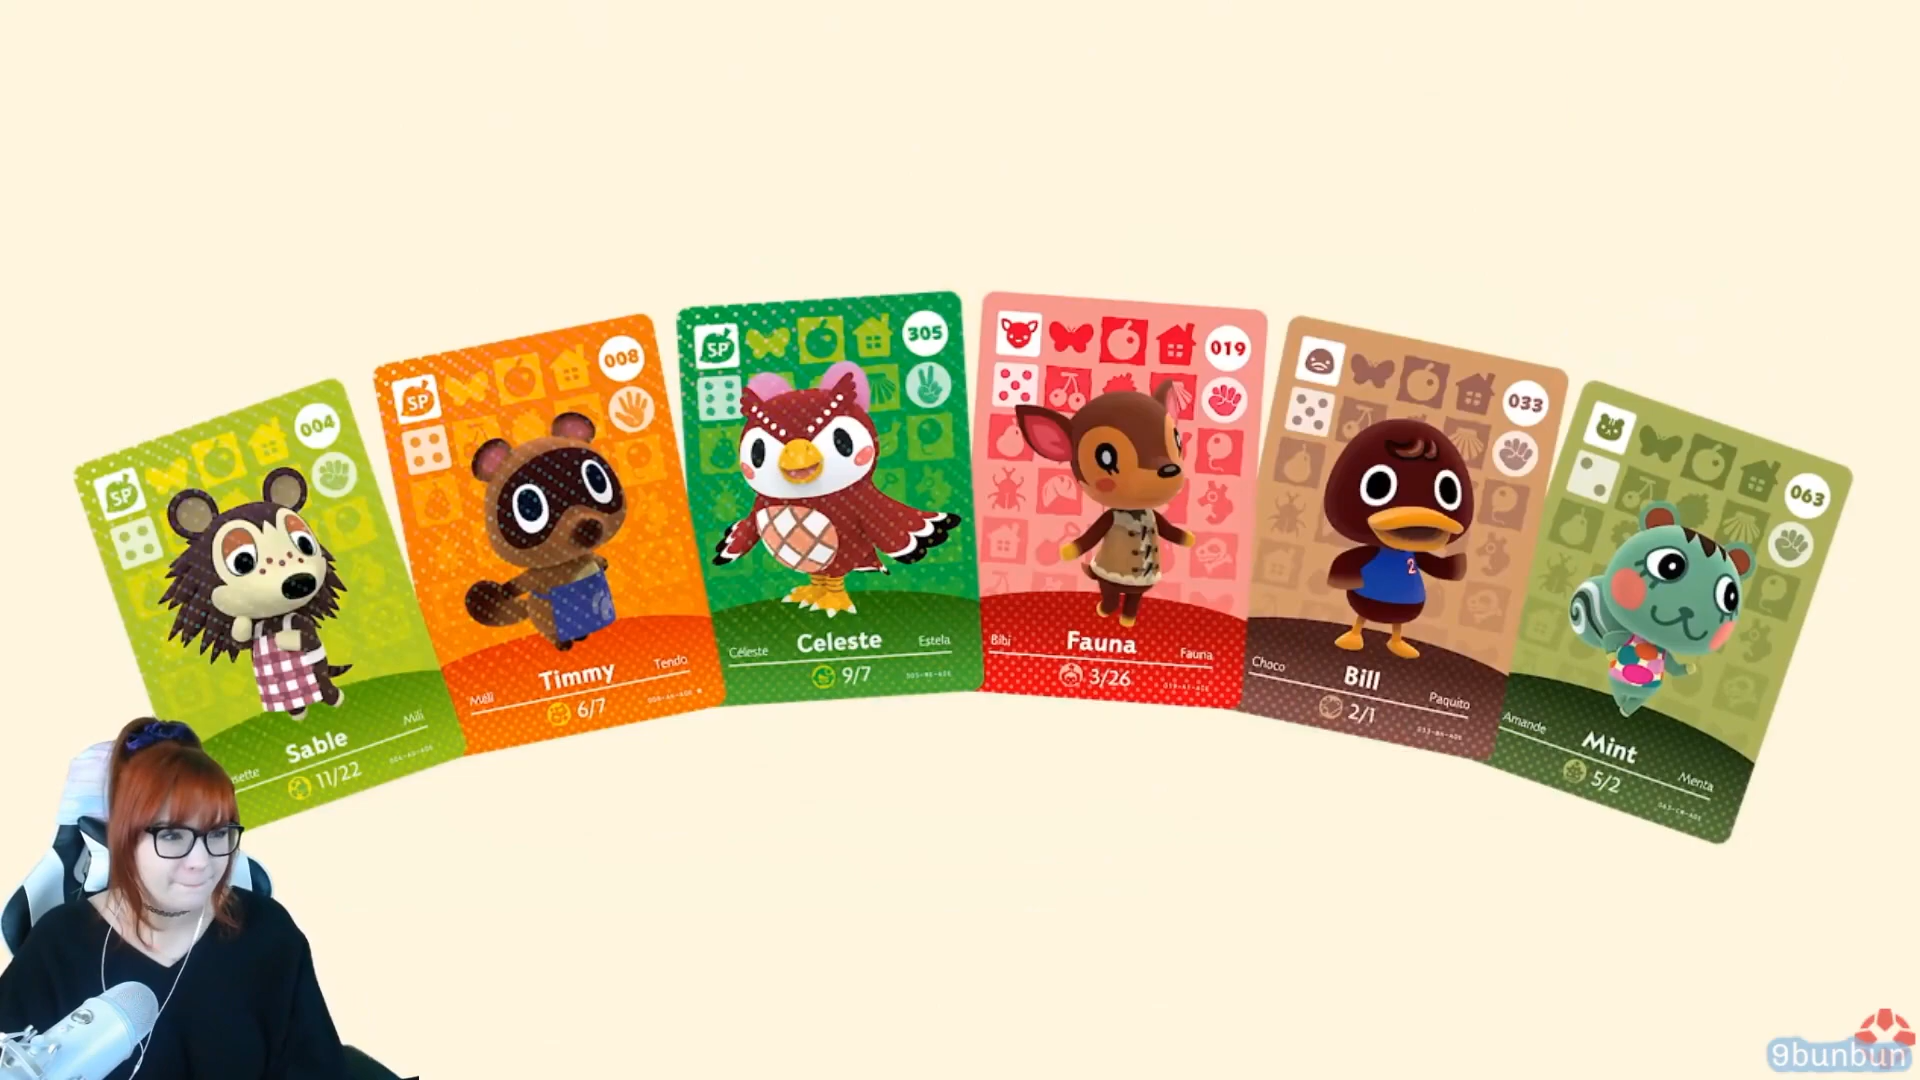 004
SP
Sable
Mili
11/22
008
SP
Timmy
Méli
Tendo
6/7
305
SP
Celeste
Céleste
Estela
9/7
019
Fauna
Bibi
Fauna
3/26
033
2
Bill
Choco
Paquito
2/1
063
Mint
Amande
Menta
5/2
9bunbun